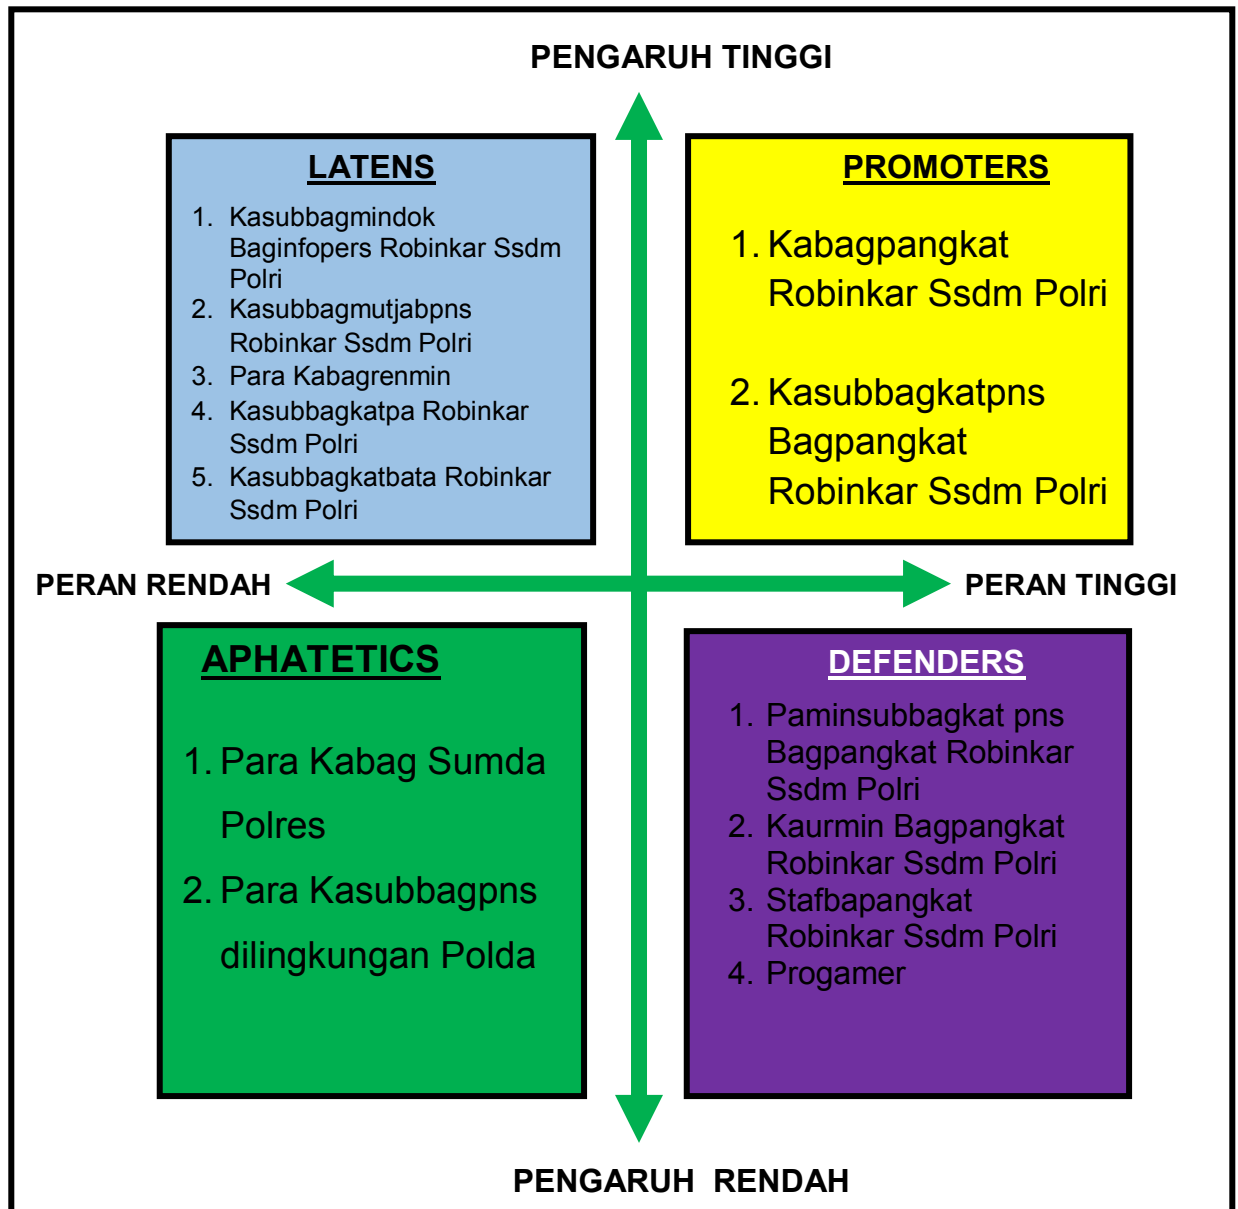 PENGARUH TINGGI
LATENS
1. Kasubbagmindok
Baginfopers Robinkar Ssdm
Polri
2. Kasubbagmutjabpns
Robinkar Ssdm Polri
3. Para Kabagrenmin
4. Kasubbagkatpa Robinkar
Ssdm Polri
5. Kasubbagkatbata Robinkar
Ssdm Polri
PROMOTERS
1. Kabagpangkat
Robinkar Ssdm Polri
2. Kasubbagkatpns
Bagpangkat
Robinkar Ssdm Polri
PERAN RENDAH
PERAN TINGGI
APHATETICS
1. Para Kabag Sumda
Polres
2. Para Kasubbagpns
dilingkungan Polda
DEFENDERS
1. Paminsubbagkat pns
Bagpangkat Robinkar
Ssdm Polri
2. Kaurmin Bagpangkat
Robinkar Ssdm Polri
3. Stafbapangkat
Robinkar Ssdm Polri
4. Progamer
PENGARUH RENDAH